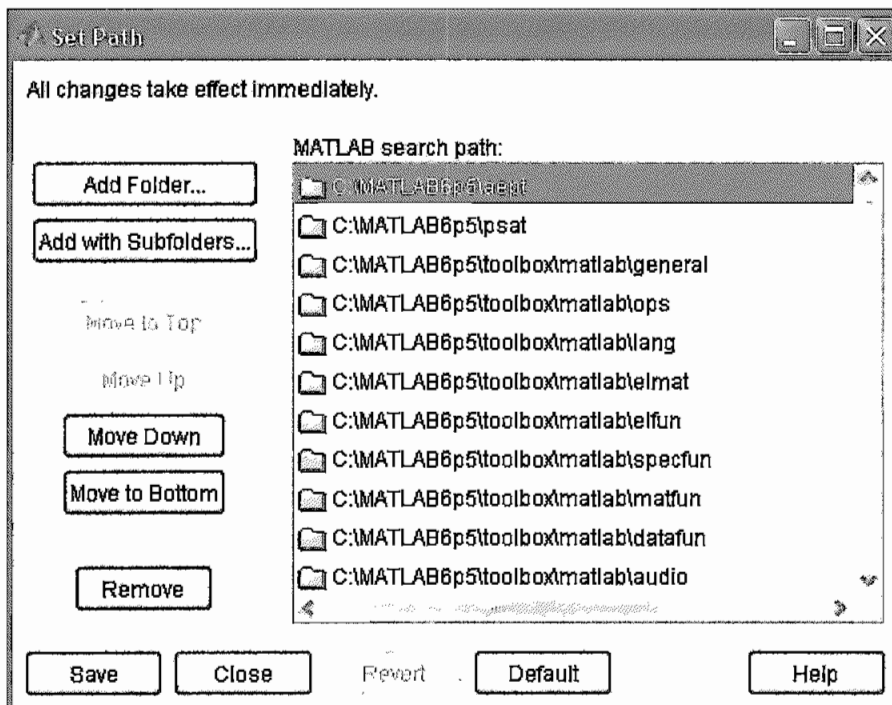 Set Path
All changes take effect immediately.
MATLAB search path:
Add Folder...
Add with Subfolders...
Move to Top
Move Up
Move Down
Move to Bottom
Remove
C:\MATLAB6p5\aept
C:\MATLAB6p5\psat
C:\MATLAB6p5\toolbox\matlab\general
C:\MATLAB6p5\toolbox\matlab\ops
C:\MATLAB6p5\toolbox\matlab\lang
C:\MATLAB6p5\toolbox\matlab\elmat
C:\MATLAB6p5\toolbox\matlab\elfun
C:\MATLAB6p5\toolbox\matlab\specfun
C:\MATLAB6p5\toolbox\matlab\matfun
C:\MATLAB6p5\toolbox\matlab\datafun
C:\MATLAB6p5\toolbox\matlab\audio
Save Close Revert Default Help